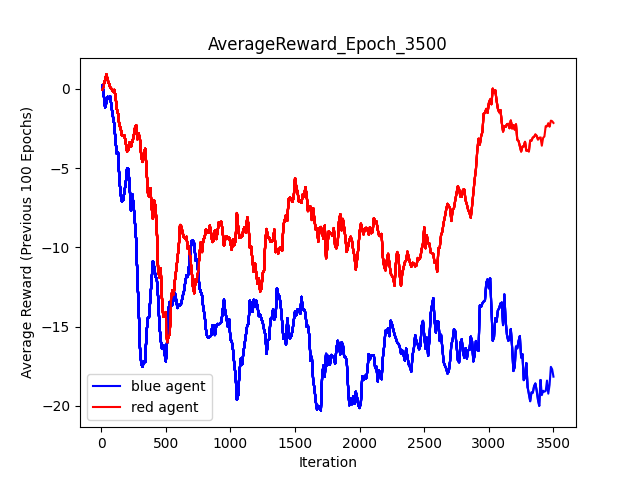 AverageReward_Epoch_3500
Average Reward (Previous 100 Epochs)
0
−5
−10
−15
−20
blue agent
red agent
0
500
1000
1500
2000
2500
3000
3500
Iteration